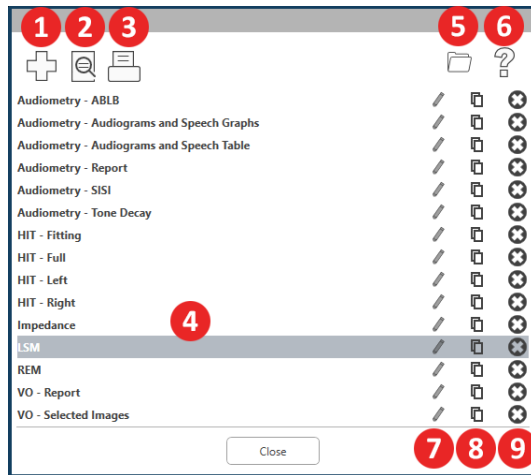 1 2 3 5 6
Audiometry - ABLB
Audiometry - Audiograms and Speech Graphs
Audiometry - Audiograms and Speech Table
Audiometry - Report
Audiometry - SISI
Audiometry - Tone Decay
HIT - Fitting
HIT - Full
HIT - Left
HIT - Right
Impedance 4
LSM
REM
VO - Report
VO - Selected Images
Close 7 8 9